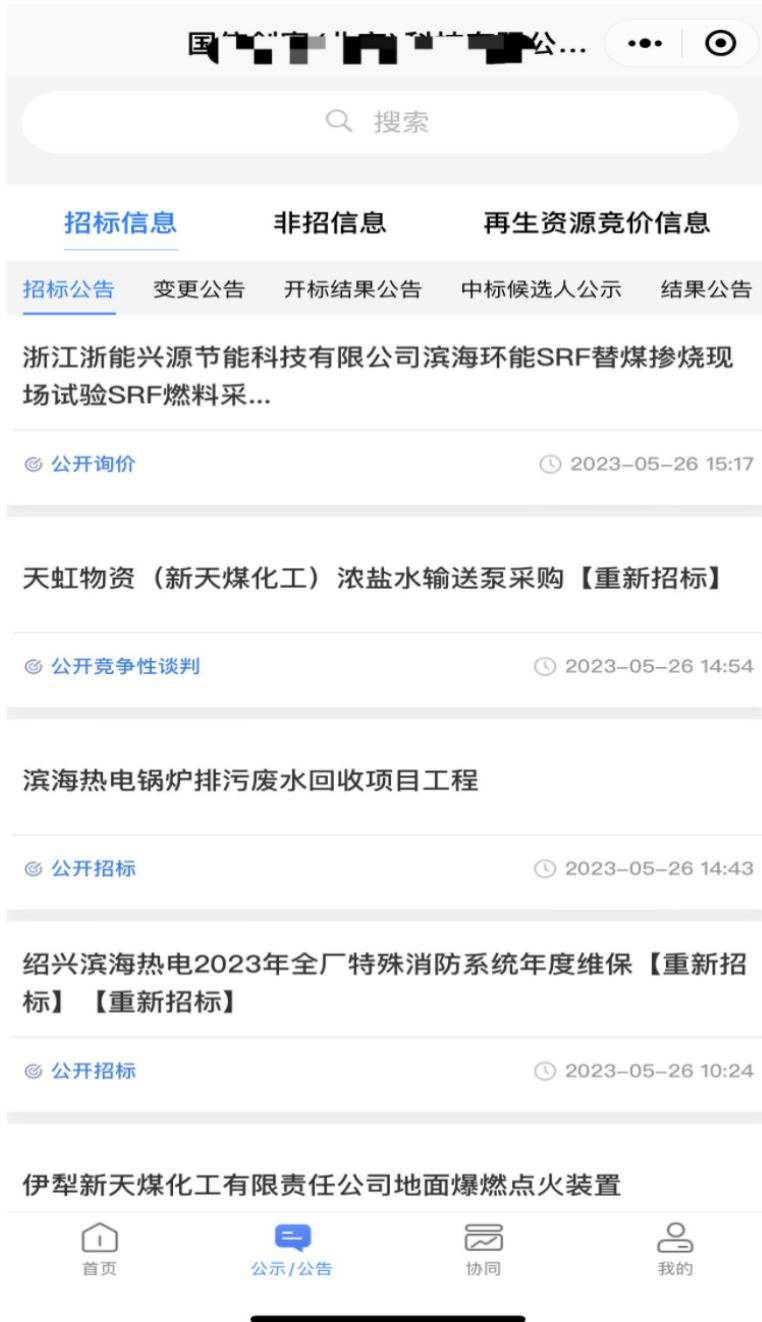 搜索
招标信息 非招信息 再生资源竞价信息
招标公告 变更公告 开标结果公告 中标候选人公示 结果公告
浙江浙能兴源节能科技有限公司滨海环能SRF替煤掺烧现
场试验SRF燃料采...
公开询价 2023-05-26 15:17
天虹物资（新天煤化工）浓盐水输送泵采购【重新招标】
公开竞争性谈判 2023-05-26 14:54
滨海热电锅炉排污废水回收项目工程
公开招标 2023-05-26 14:43
绍兴滨海热电2023年全厂特殊消防系统年度维保【重新招
标】【重新招标】
公开招标 2023-05-26 10:24
伊犁新天煤化工有限责任公司地面爆燃点火装置
首页 公示/公告 协同 我的